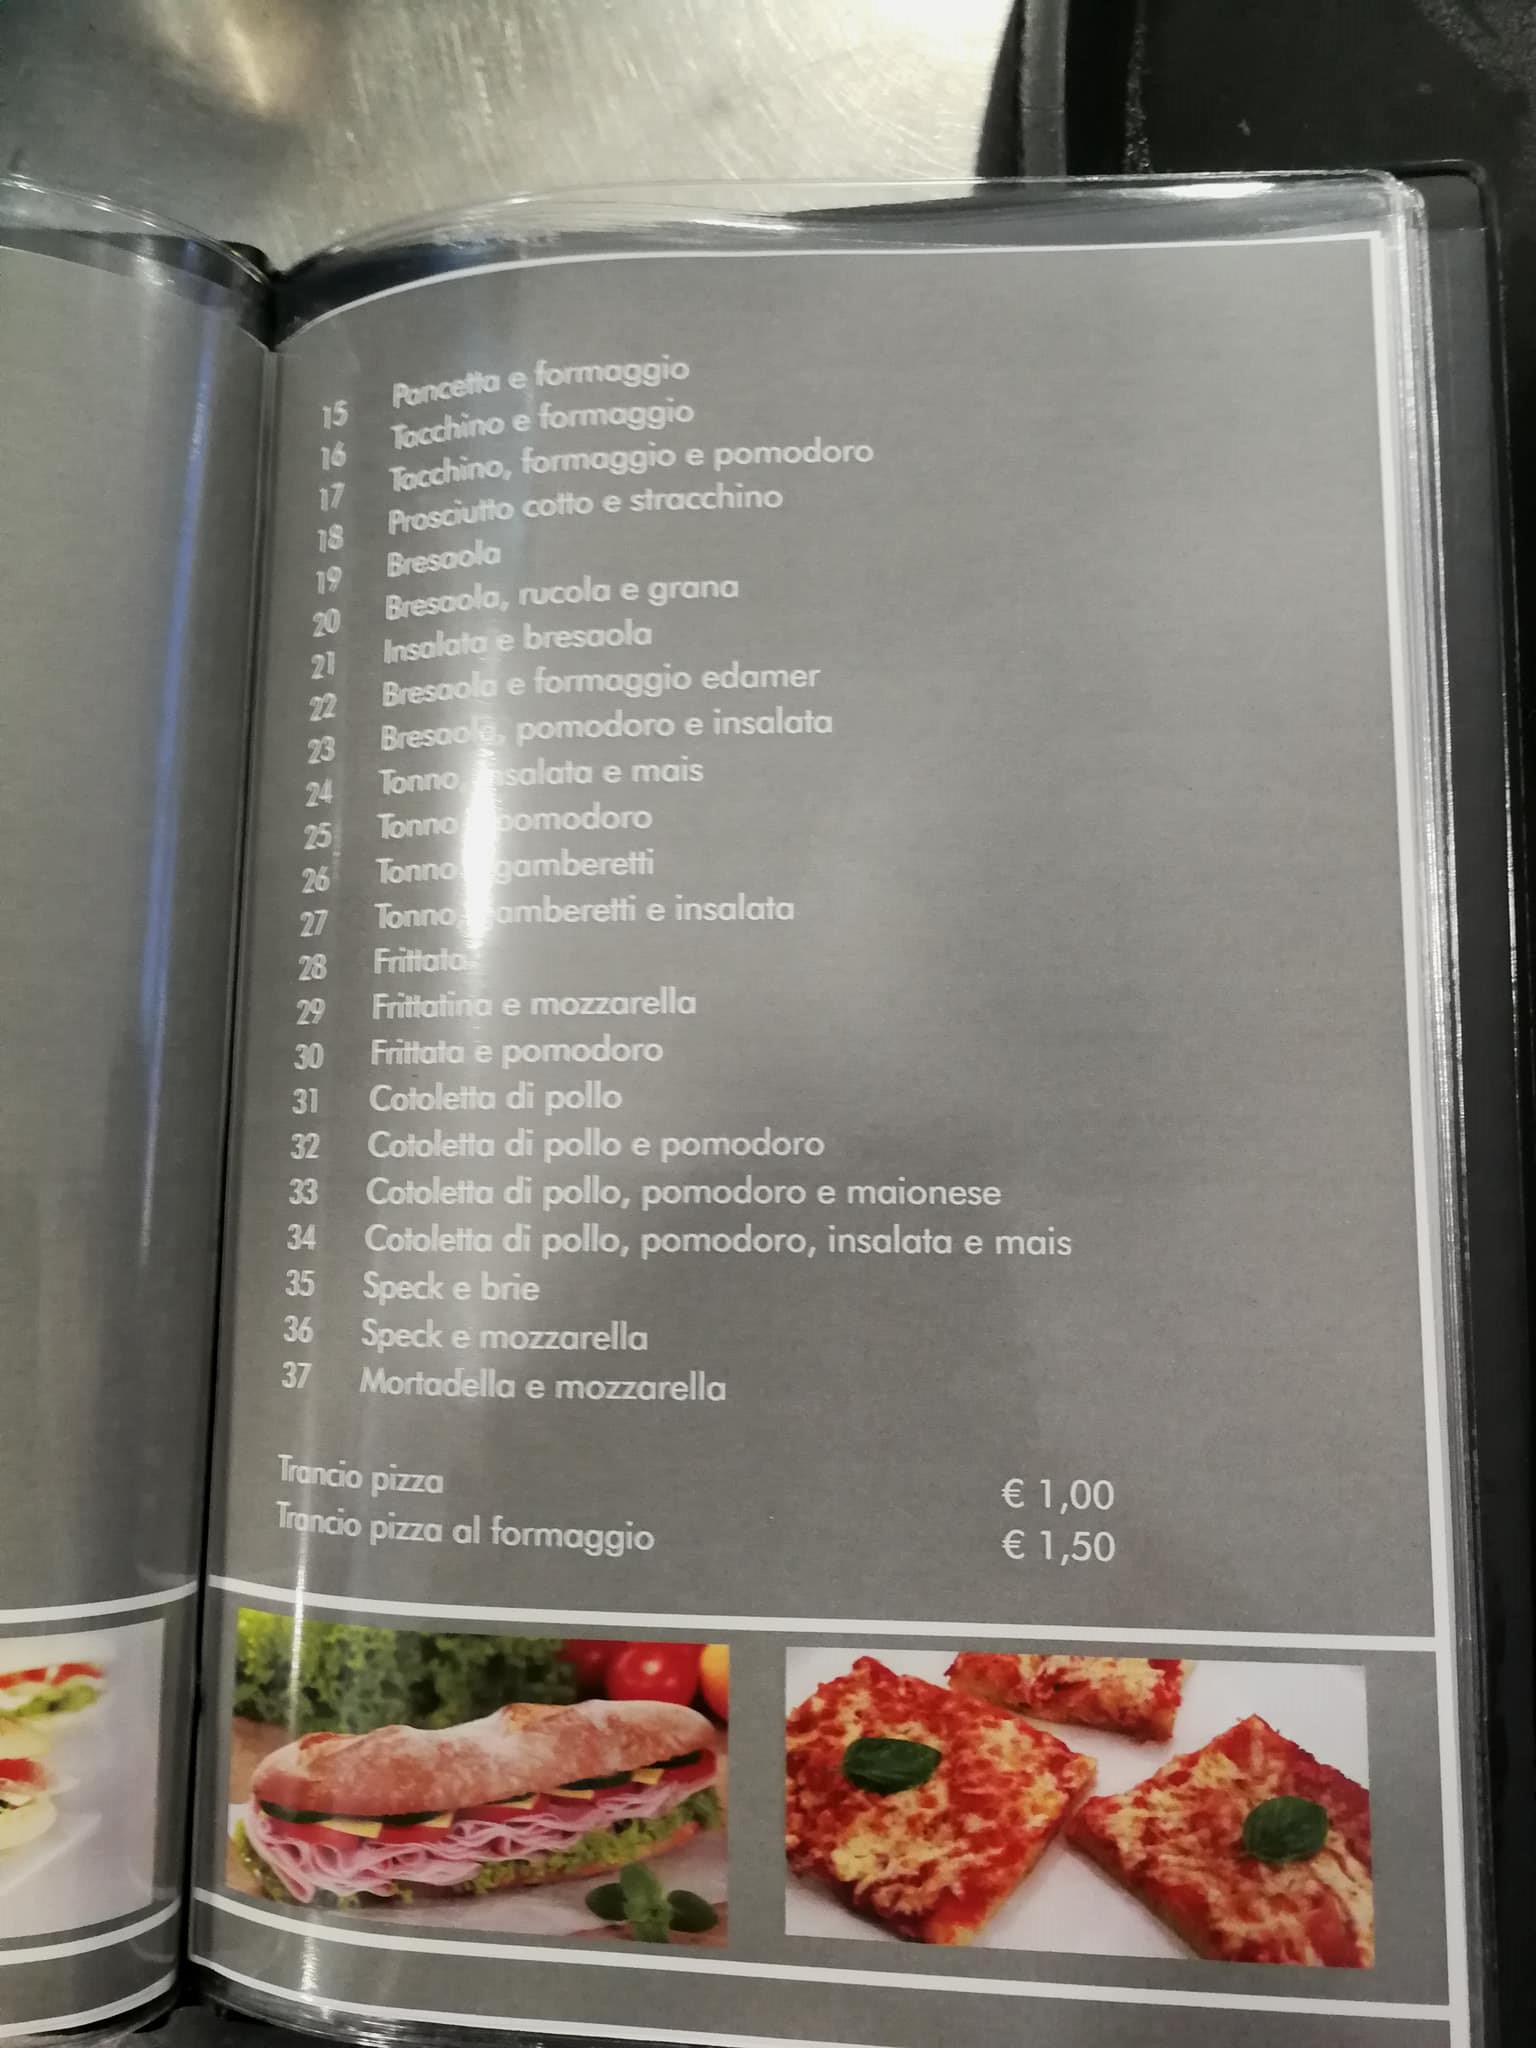 15 Pancetta e formaggio
16 Tacchino e formaggio
17 Tacchino, formaggio e pomodoro
18 Prosciutto cotto e stracchino
19 Bresaola
20 Bresaola, rucola e grana
21 Insalata e bresaola
22 Bresaola e formaggio edamer
23 Bresaola, pomodoro e insalata
24 Tonno, insalata e mais
25 Tonno pomodoro
26 Tonno gamberetti
27 Tonno, gamberetti e insalata
28 Frittata
29 Frittatina e mozzarella
30 Frittata e pomodoro
31 Cotoletta di pollo
32 Cotoletta di pollo e pomodoro
33 Cotoletta di pollo, pomodoro e maionese
34 Cotoletta di pollo, pomodoro, insalata e mais
35 Speck e brie
36 Speck e mozzarella
37 Mortadella e mozzarella
Trancio pizza € 1,00
Trancio pizza al formaggio € 1,50